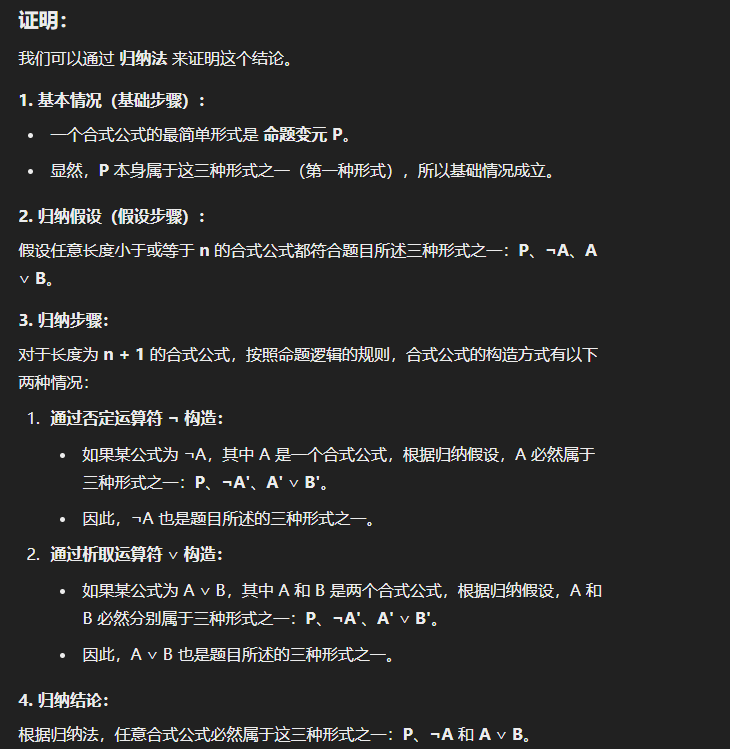 证明：
我们可以通过 归纳法 来证明这个结论。
1. 基本情况（基础步骤）：
• 一个合式公式的最简单形式是 命题变元 P。
• 显然，P 本身属于这三种形式之一（第一种形式），所以基础情况成立。
2. 归纳假设（假设步骤）：
假设任意长度小于或等于 n 的合式公式都符合题目所述三种形式之一：P、¬A、A
∨ B。
3. 归纳步骤：
对于长度为 n + 1 的合式公式，按照命题逻辑的规则，合式公式的构造方式有以下
两种情况：
1. 通过否定运算符 ¬ 构造：
• 如果某公式为 ¬A，其中 A 是一个合式公式，根据归纳假设，A 必然属于
三种形式之一：P、¬A'、A' ∨ B'。
• 因此，¬A 也是题目所述的三种形式之一。
2. 通过析取运算符 ∨ 构造：
• 如果某公式为 A ∨ B，其中 A 和 B 是两个合式公式，根据归纳假设，A 和
B 必然分别属于三种形式之一：P、¬A'、A' ∨ B'。
• 因此，A ∨ B 也是题目所述的三种形式之一。
4. 归纳结论：
根据归纳法，任意合式公式必然属于这三种形式之一：P、¬A 和 A ∨ B。